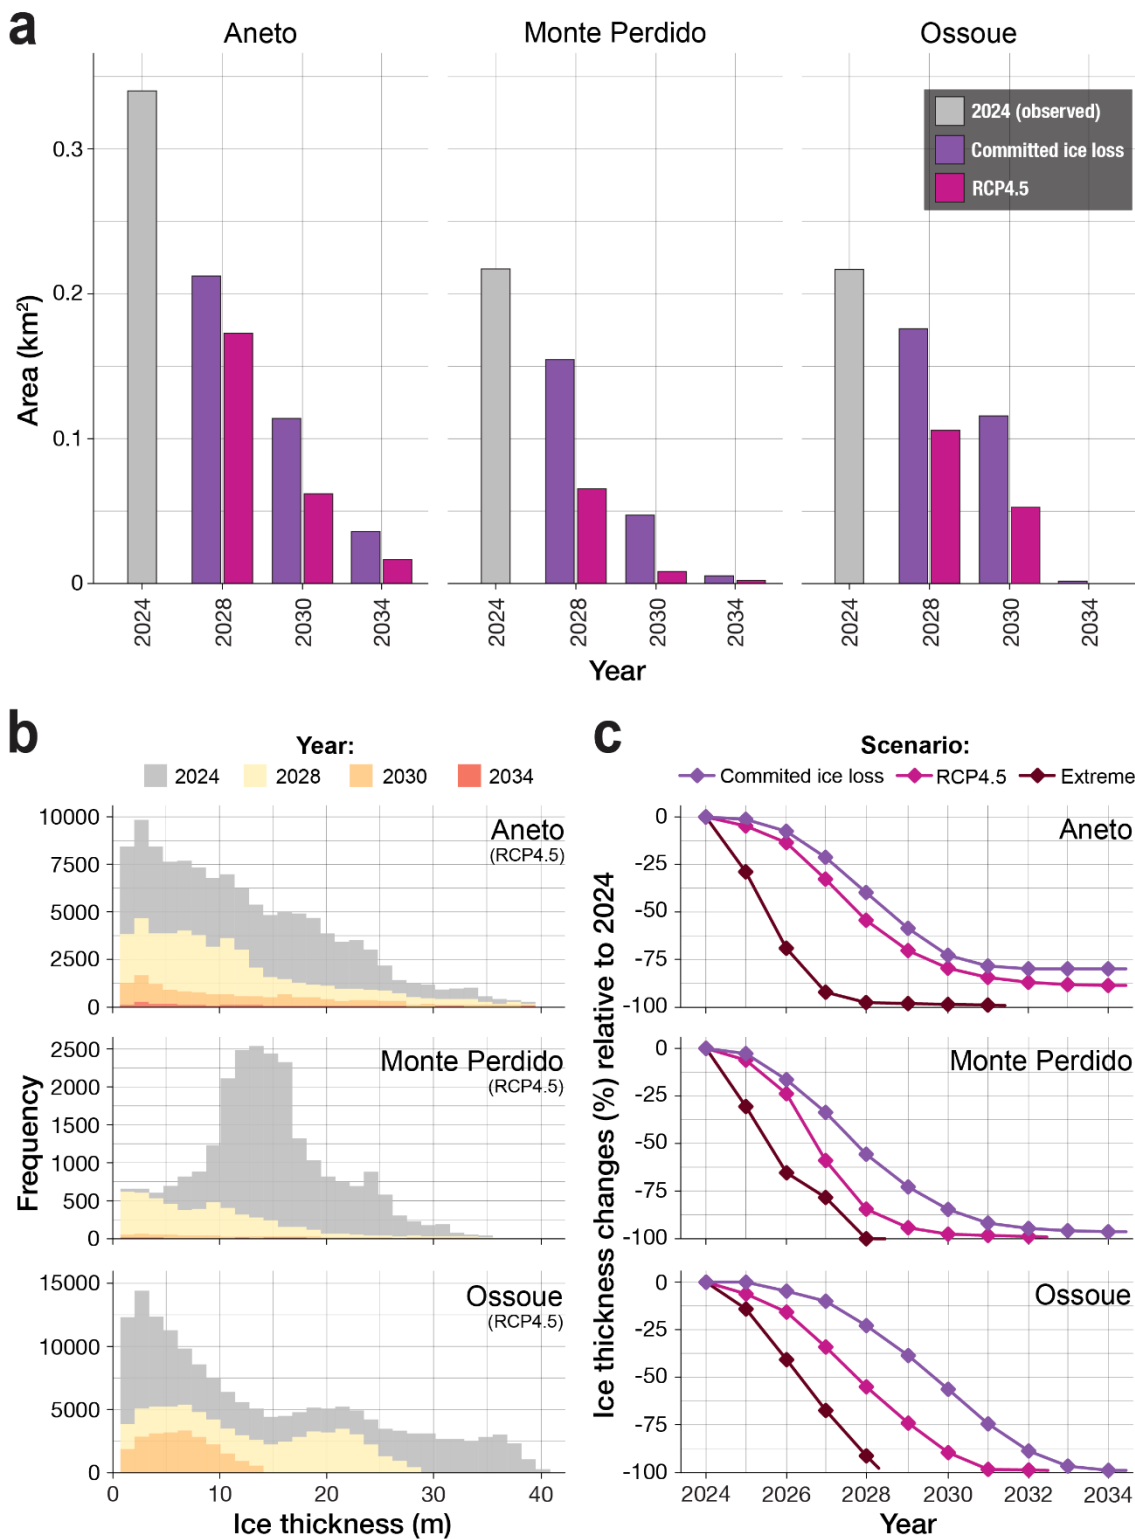 a
Aneto
Monte Perdido
Ossoue
2024 (observed)
Committed ice loss
RCP4.5
Area (km²)
0.3
0.2
0.1
0
2024
2028
2030
2034
2024
2028
2030
2034
2024
2028
2030
2034
Year
b
Year:
2024
2028
2030
2034
Frequency
10000
7500
5000
2500
0
Aneto
(RCP4.5)
2500
2000
1500
1000
500
0
Monte Perdido
(RCP4.5)
15000
10000
5000
0
Ossoue
(RCP4.5)
0
10
20
30
40
Ice thickness (m)
c
Scenario:
Commited ice loss
RCP4.5
Extreme
Ice thickness changes (%) relative to 2024
0
-25
-50
-75
-100
Aneto
0
-25
-50
-75
-100
Monte Perdido
0
-25
-50
-75
-100
Ossoue
2024
2026
2028
2030
2032
2034
Year